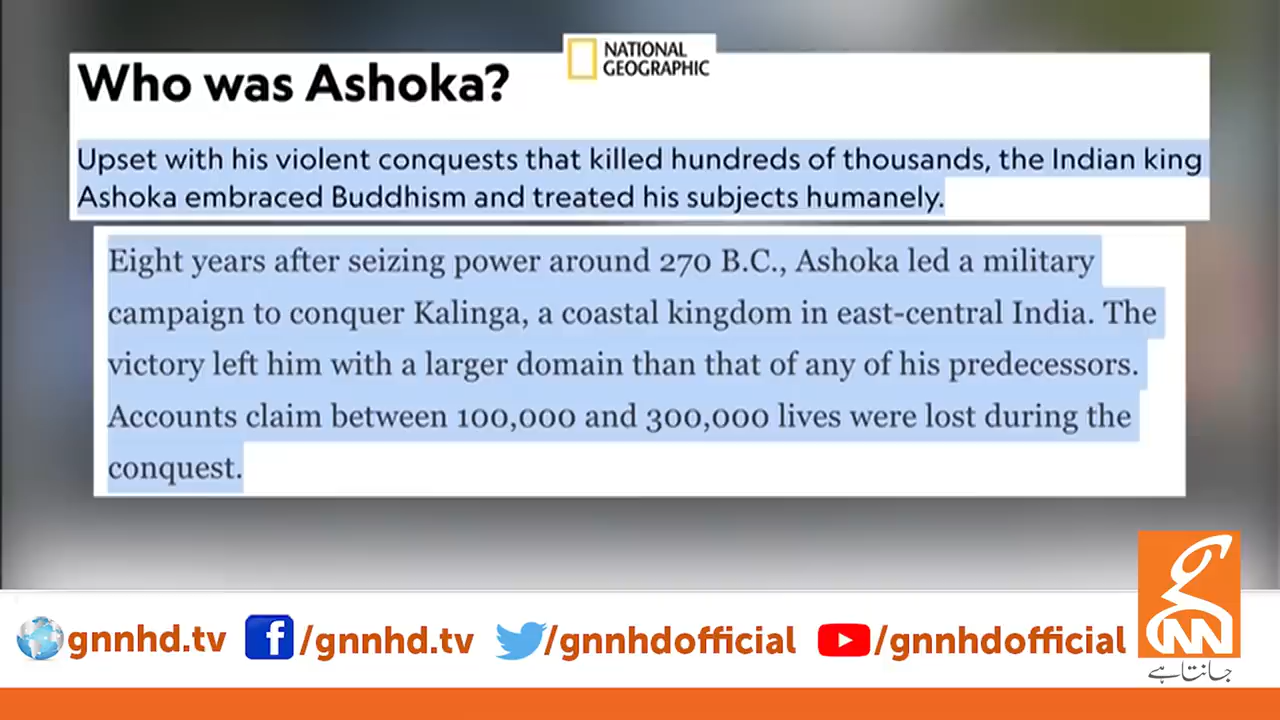 NATIONAL
GEOGRAPHIC
Who was Ashoka?
Upset with his violent conquests that killed hundreds of thousands, the Indian king
Ashoka embraced Buddhism and treated his subjects humanely.
Eight years after seizing power around 270 B.C., Ashoka led a military
campaign to conquer Kalinga, a coastal kingdom in east-central India. The
victory left him with a larger domain than that of any of his predecessors.
Accounts claim between 100,000 and 300,000 lives were lost during the
conquest.
gnnhd.tv /gnnhd.tv /gnnhdofficial /gnnhdofficial
GNN
جانتا ہے